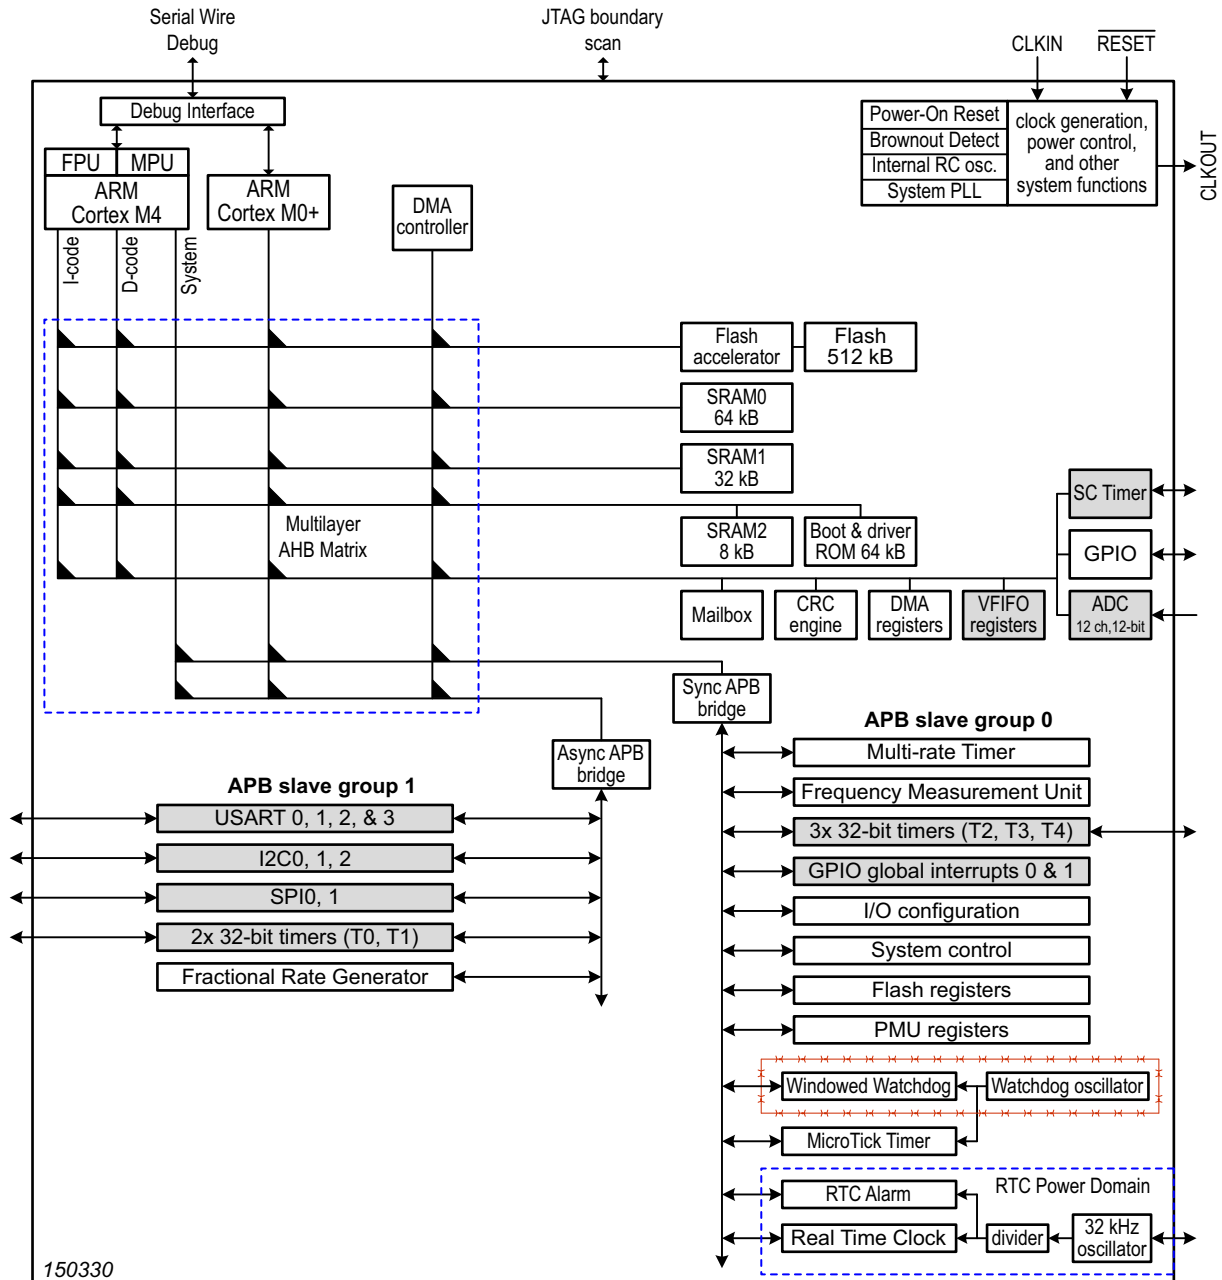 Serial Wire
Debug
JTAG boundary
scan
CLKIN
RESET
Debug Interface
FPU
MPU
ARM
Cortex M4
ARM
Cortex M0+
DMA
controller
Power-On Reset
Brownout Detect
Internal RC osc.
System PLL
clock generation,
power control,
and other
system functions
CLKOUT
I-code
D-code
System
Flash
accelerator
Flash
512 kB
SRAM0
64 kB
SRAM1
32 kB
Multilayer
AHB Matrix
SRAM2
8 kB
Boot & driver
ROM 64 kB
SC Timer
GPIO
ADC
12 ch,12-bit
Mailbox
CRC
engine
DMA
registers
VFIFO
registers
Sync APB
bridge
Async APB
bridge
APB slave group 0
Multi-rate Timer
Frequency Measurement Unit
3x 32-bit timers (T2, T3, T4)
GPIO global interrupts 0 & 1
I/O configuration
System control
Flash registers
PMU registers
Windowed Watchdog
Watchdog oscillator
MicroTick Timer
RTC Alarm
RTC Power Domain
Real Time Clock
divider
32 kHz
oscillator
APB slave group 1
USART 0, 1, 2, & 3
I2C0, 1, 2
SPI0, 1
2x 32-bit timers (T0, T1)
Fractional Rate Generator
150330